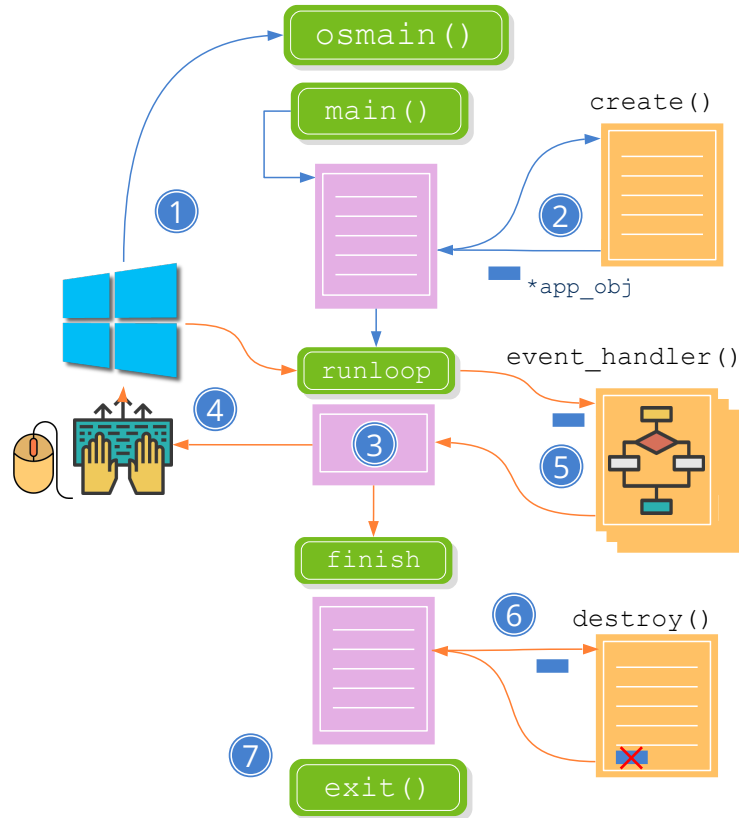 osmain()
main()
create()
1
2
*app_obj
runloop
event_handler()
4
3
5
finish
6
destroy()
7
exit()